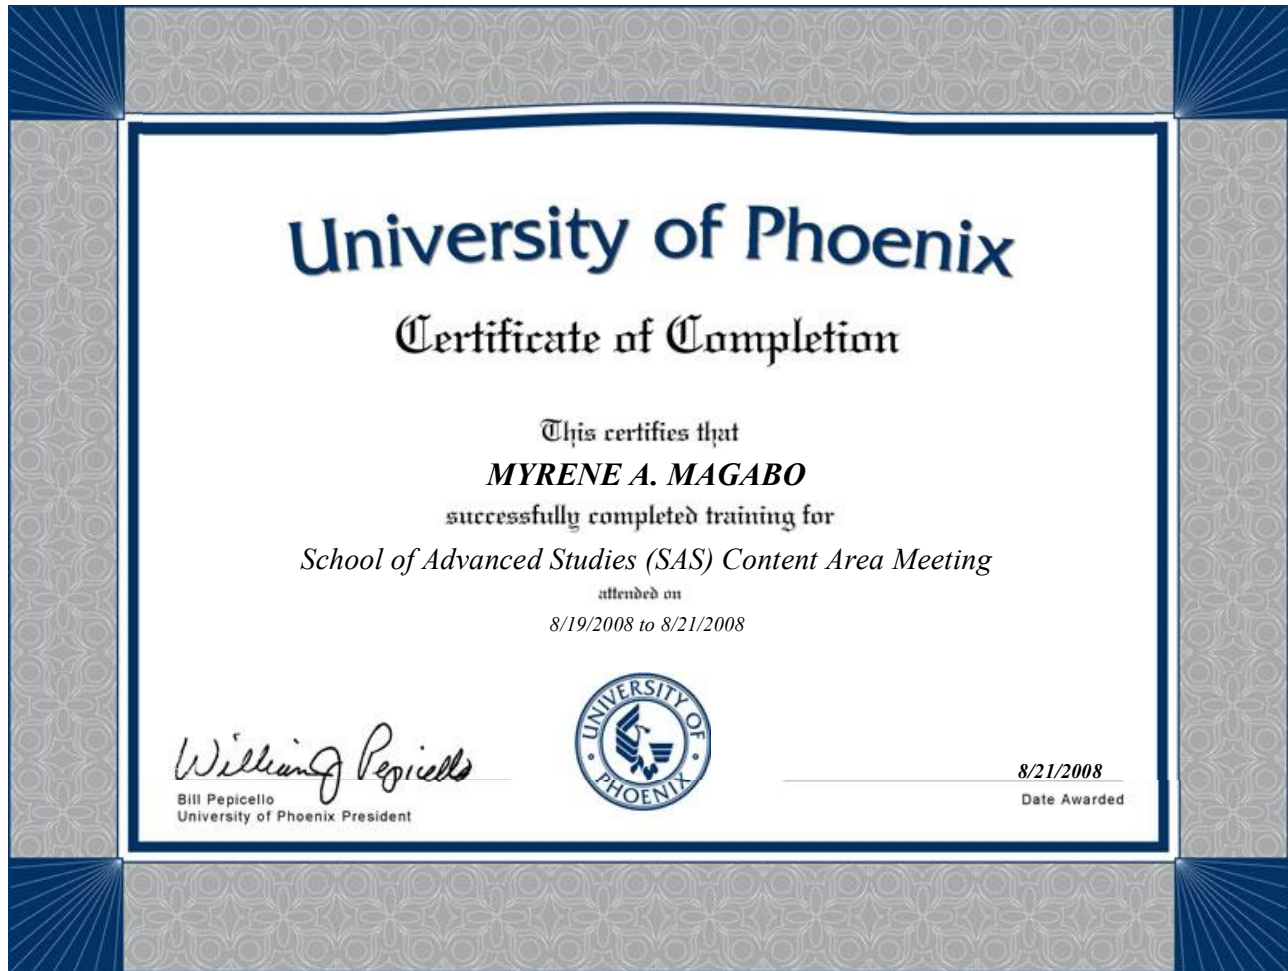 University of Phoenix
Certificate of Completion
This certifies that
MYRENE A. MAGABO
successfully completed training for
School of Advanced Studies (SAS) Content Area Meeting
attended on
8/19/2008 to 8/21/2008
William J Pepicello
Bill Pepicello
University of Phoenix President
UNIVERSITY OF PHOENIX
8/21/2008
Date Awarded